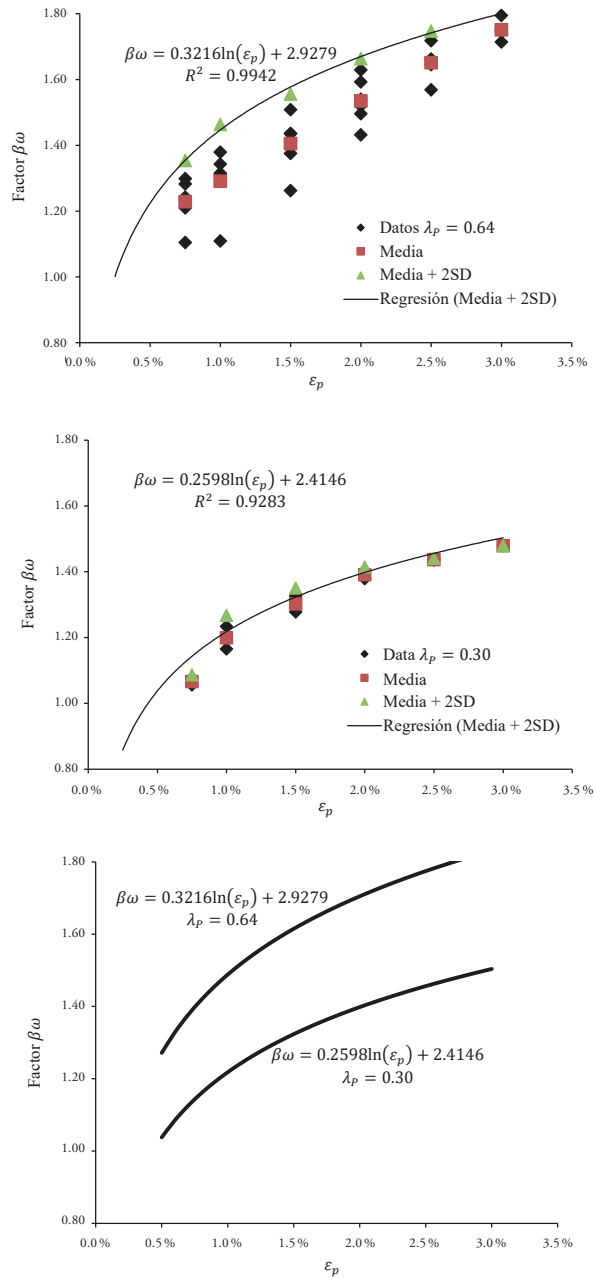 βω = 0.3216ln(εp) + 2.9279
R² = 0.9942
Factor βω
1.80
1.60
1.40
1.20
1.00
0.80
Datos λP = 0.64
Media
Media + 2SD
Regresión (Media + 2SD)
0.0 % 0.5 % 1.0 % 1.5 % 2.0 % 2.5 % 3.0 % 3.5 %
εp
βω = 0.2598ln(εp) + 2.4146
R² = 0.9283
Factor βω
1.80
1.60
1.40
1.20
1.00
0.80
Data λP = 0.30
Media
Media + 2SD
Regresión (Media + 2SD)
0.0 % 0.5 % 1.0 % 1.5 % 2.0 % 2.5 % 3.0 % 3.5 %
εp
βω = 0.3216ln(εp) + 2.9279
λP = 0.64
Factor βω
1.80
1.60
1.40
1.20
1.00
0.80
βω = 0.2598ln(εp) + 2.4146
λP = 0.30
0.0 % 0.5 % 1.0 % 1.5 % 2.0 % 2.5 % 3.0 % 3.5 %
εp